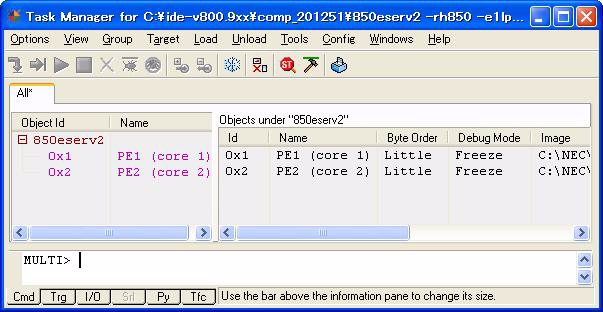 Task Manager for C:¥ide-v800.9xx¥comp_201251¥850eserv2 -rh850 -e1lp...
Options View Group Target Load Unload Tools Config Windows Help
All*
Object Id Name
850eserv2
0x1 PE1 (core 1)
0x2 PE2 (core 2)
Objects under "850eserv2"
Id Name Byte Order Debug Mode Image
0x1 PE1 (core 1) Little Freeze C:\NEC\
0x2 PE2 (core 2) Little Freeze C:\NEC\
MULTI>
Cmd Trg I/O Srl Py Tfc Use the bar above the information pane to change its size.